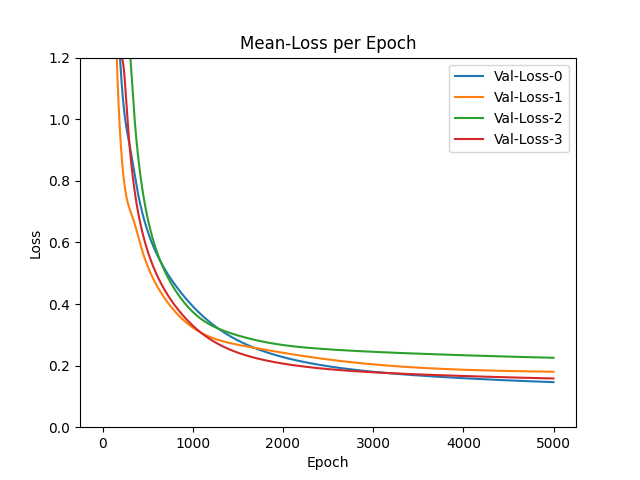 Mean-Loss per Epoch
Val-Loss-0
Val-Loss-1
Val-Loss-2
Val-Loss-3
1.2
1.0
0.8
0.6
0.4
0.2
0.0
Loss
0 1000 2000 3000 4000 5000
Epoch